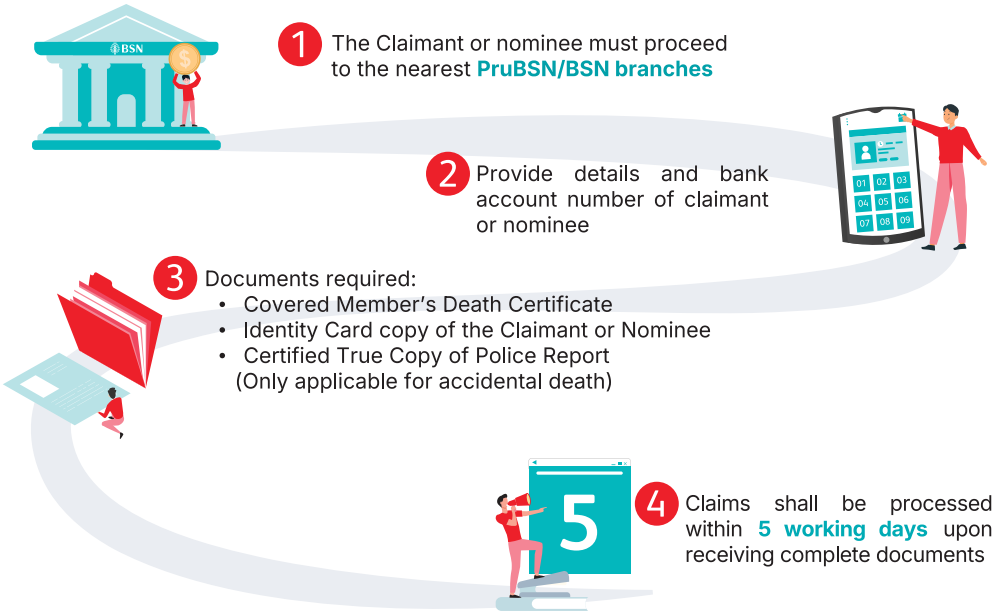 BSN
$
1
The Claimant or nominee must proceed
to the nearest PruBSN/BSN branches
2
Provide details and bank
account number of claimant
or nominee
01 02 03
04 05 06
07 08 09
3
Documents required:
• Covered Member’s Death Certificate
• Identity Card copy of the Claimant or Nominee
• Certified True Copy of Police Report
(Only applicable for accidental death)
5
4
Claims shall be processed
within 5 working days upon
receiving complete documents